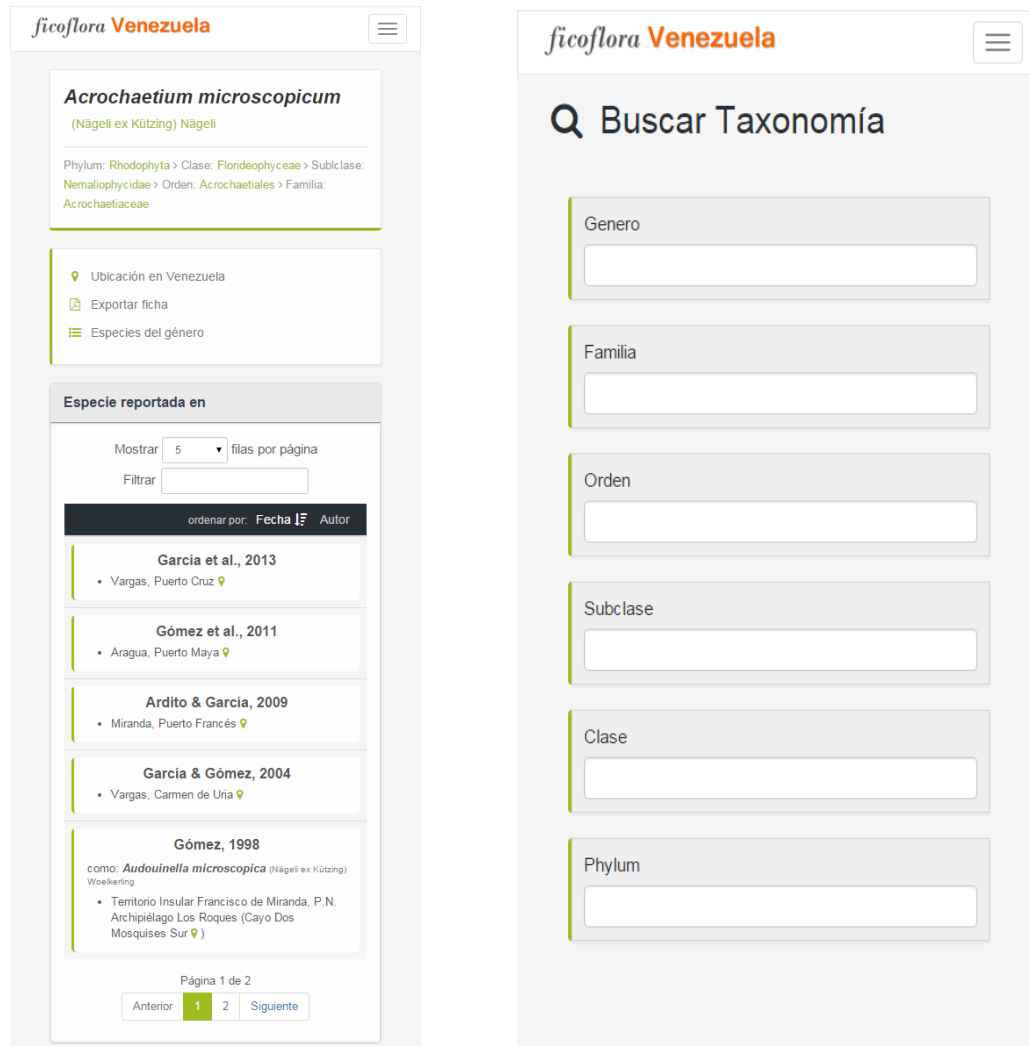 ficoflora Venezuela
Acrochaetium microscopicum
(Nägeli ex Kützing) Nägeli
Phylum: Rhodophyta > Clase: Florideophyceae > Sublclase:
Nemaliophycidae > Orden: Acrochaetiales > Familia:
Acrochaetiaceae
Ubicación en Venezuela
Exportar ficha
Especies del género
Especie reportada en
Mostrar 5 filas por página
Filtrar
ordenar por: Fecha Autor
García et al., 2013
• Vargas, Puerto Cruz
Gómez et al., 2011
• Aragua, Puerto Maya
Ardito & García, 2009
• Miranda, Puerto Francés
García & Gómez, 2004
• Vargas, Carmen de Uria
Gómez, 1998
como: Audouinella microscopica (Nägeli ex Kützing)
Woelkerling
• Territorio Insular Francisco de Miranda, P.N.
Archipiélago Los Roques (Cayo Dos
Mosquises Sur )
Página 1 de 2
Anterior 1 2 Siguiente
ficoflora Venezuela
Buscar Taxonomía
Genero
Familia
Orden
Subclase
Clase
Phylum